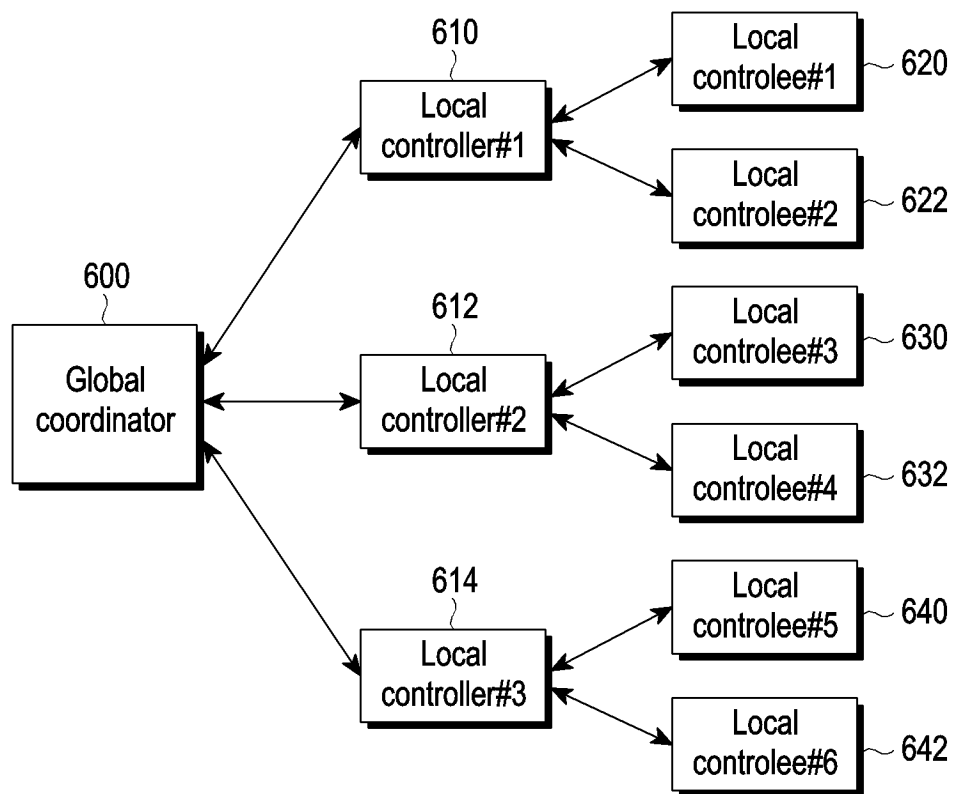 610
Local
controller#1
Local
controlee#1
620
Local
controlee#2
622
600
Global
coordinator
612
Local
controller#2
Local
controlee#3
630
Local
controlee#4
632
614
Local
controller#3
Local
controlee#5
640
Local
controlee#6
642